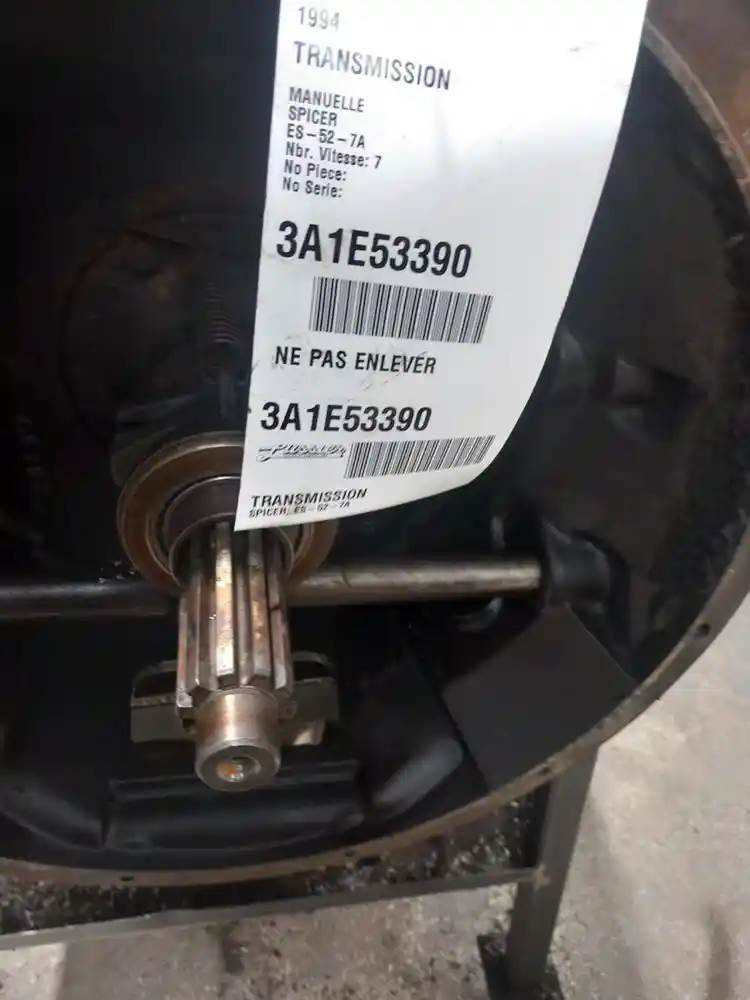 1994
TRANSMISSION
MANUELLE
SPICER
ES-52-7A
Nbr. Vitesse: 7
No Piece:
No Serie:
3A1E53390
NE PAS ENLEVER
3A1E53390
TRANSMISSION
SPICER, ES-52-7A